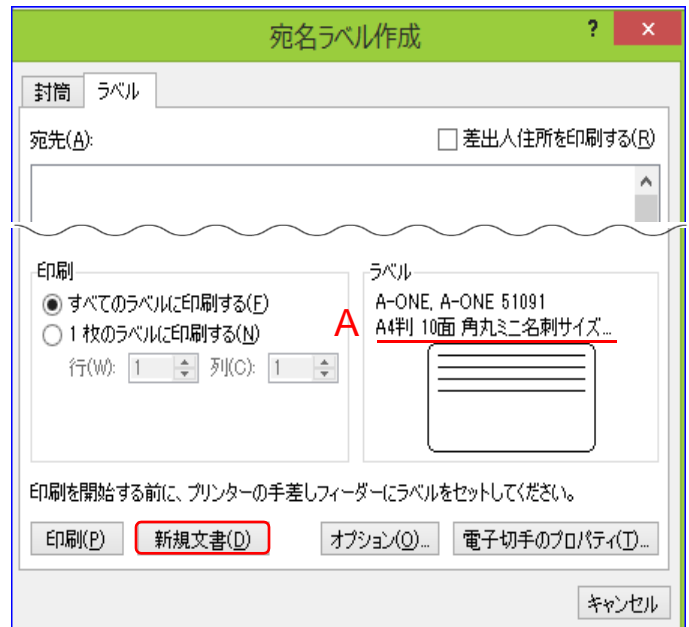 宛名ラベル作成
? ×
封筒 ラベル
宛先(A):
差出人住所を印刷する(R)
印刷
すべてのラベルに印刷する(F)
1 枚のラベルに印刷する(N)
行(W): 1 列(C): 1
ラベル
A-ONE, A-ONE 51091
A A4判 10面 角丸ミニ名刺サイズ...
印刷を開始する前に、プリンターの手差しフィーダーにラベルをセットしてください。
印刷(P) 新規文書(D) オプション(O)... 電子切手のプロパティ(T)...
キャンセル